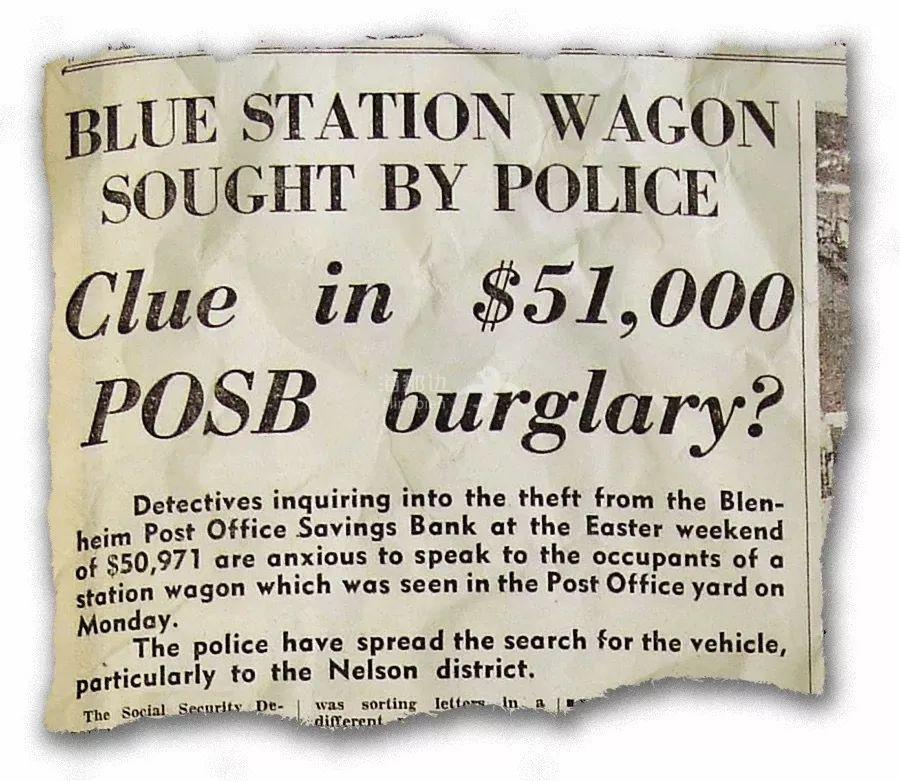 BLUE STATION WAGON
SOUGHT BY POLICE
Clue in $51,000
POSB burglary?
Detectives inquiring into the theft from the Blen-
heim Post Office Savings Bank at the Easter weekend
of $50,971 are anxious to speak to the occupants of a
station wagon which was seen in the Post Office yard on
Monday.
The police have spread the search for the vehicle,
particularly to the Nelson district.
The Social Security De-
was sorting letters in a
different